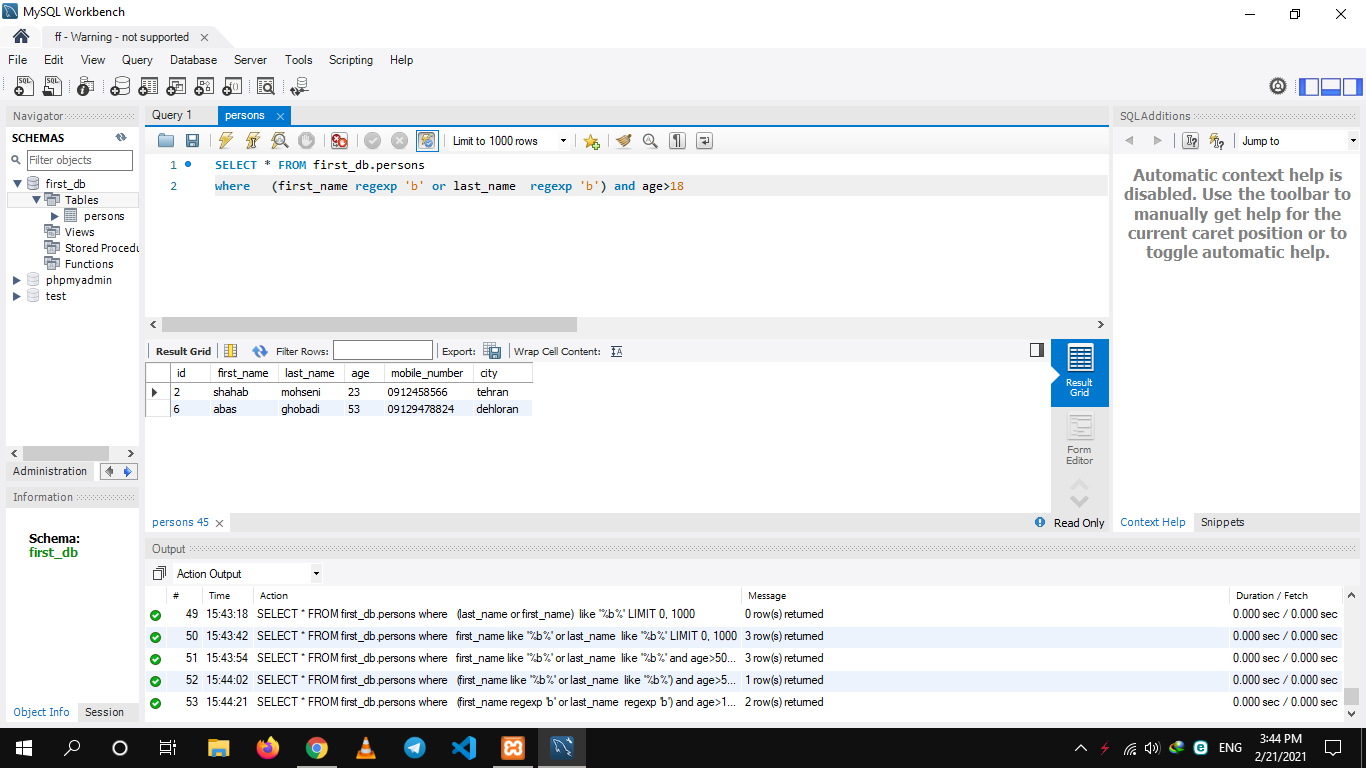 MySQL Workbench
ff - Warning - not supported
File Edit View Query Database Server Tools Scripting Help
Navigator
SCHEMAS
Filter objects
first_db
Tables
persons
Views
Stored Procedu
Functions
phpmyadmin
test
Administration
Information
Schema:
first_db
Object Info Session
Query 1 persons
Limit to 1000 rows
1 SELECT * FROM first_db.persons
2 where (first_name regexp 'b' or last_name regexp 'b') and age>18
Result Grid Filter Rows: Export: Wrap Cell Content:
id first_name last_name age mobile_number city
2 shahab mohseni 23 0912458566 tehran
6 abas ghobadi 53 09129478824 dehloran
Result
Grid
Form
Editor
persons 45 Read Only
SQLAdditions
Jump to
Automatic context help is
disabled. Use the toolbar to
manually get help for the
current caret position or to
toggle automatic help.
Context Help Snippets
Output
Action Output
# Time Action Message Duration / Fetch
49 15:43:18 SELECT * FROM first_db.persons where (last_name or first_name) like '%b%' LIMIT 0, 1000 0 row(s) returned 0.000 sec / 0.000 sec
50 15:43:42 SELECT * FROM first_db.persons where first_name like '%b%' or last_name like '%b%' LIMIT 0, 1000 3 row(s) returned 0.000 sec / 0.000 sec
51 15:43:54 SELECT * FROM first_db.persons where first_name like '%b%' or last_name like '%b%' and age>50... 3 row(s) returned 0.000 sec / 0.000 sec
52 15:44:02 SELECT * FROM first_db.persons where (first_name like '%b%' or last_name like '%b%') and age>5... 1 row(s) returned 0.000 sec / 0.000 sec
53 15:44:21 SELECT * FROM first_db.persons where (first_name regexp 'b' or last_name regexp 'b') and age>1... 2 row(s) returned 0.000 sec / 0.000 sec
ENG
3:44 PM
2/21/2021